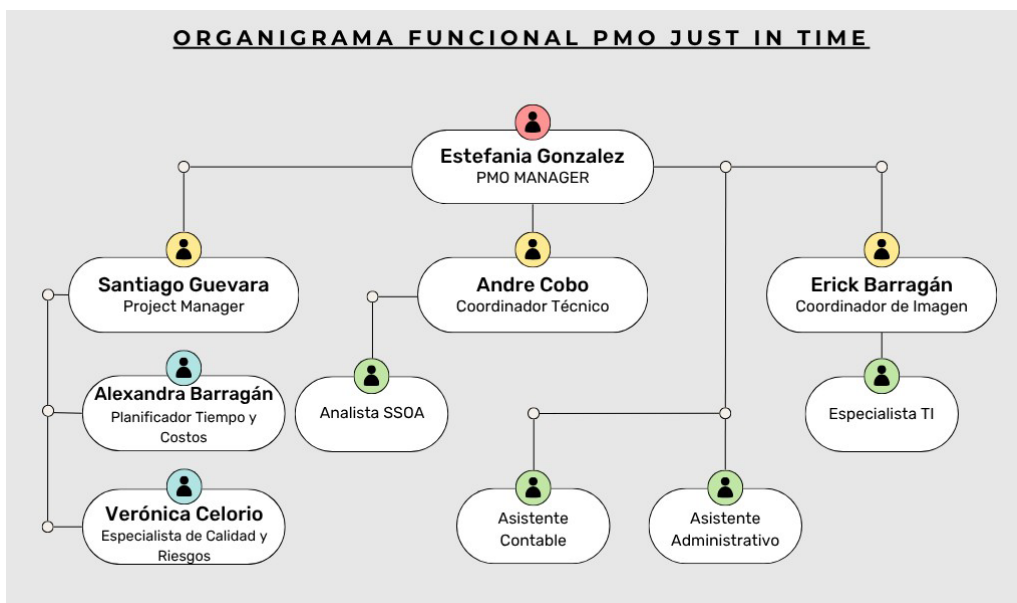 ORGANIGRAMA FUNCIONAL PMO JUST IN TIME
Estefania Gonzalez
PMO MANAGER
Santiago Guevara
Project Manager
Andre Cobo
Coordinador Técnico
Erick Barragán
Coordinador de Imagen
Alexandra Barragán
Planificador Tiempo y
Costos
Analista SSOA
Especialista TI
Verónica Celorio
Especialista de Calidad y
Riesgos
Asistente
Contable
Asistente
Administrativo